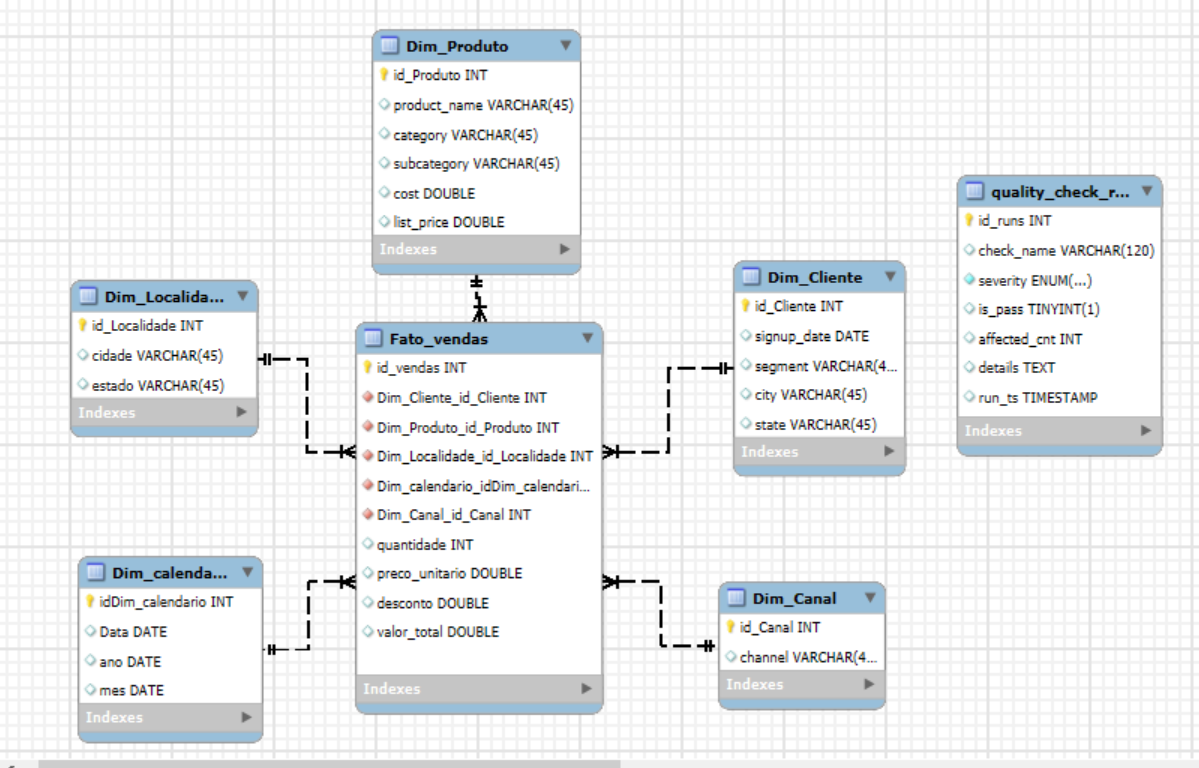 Dim_Produto
id_Produto INT
product_name VARCHAR(45)
category VARCHAR(45)
subcategory VARCHAR(45)
cost DOUBLE
list_price DOUBLE
Indexes
Dim_Localida...
id_Localidade INT
cidade VARCHAR(45)
estado VARCHAR(45)
Indexes
Fato_vendas
id_vendas INT
Dim_Cliente_id_Cliente INT
Dim_Produto_id_Produto INT
Dim_Localidade_id_Localidade INT
Dim_calendario_idDim_calendari...
Dim_Canal_id_Canal INT
quantidade INT
preco_unitario DOUBLE
desconto DOUBLE
valor_total DOUBLE
Indexes
Dim_Cliente
id_Cliente INT
signup_date DATE
segment VARCHAR(4...
city VARCHAR(45)
state VARCHAR(45)
Indexes
quality_check_r...
id_runs INT
check_name VARCHAR(120)
severity ENUM(...)
is_pass TINYINT(1)
affected_cnt INT
details TEXT
run_ts TIMESTAMP
Indexes
Dim_calenda...
idDim_calendario INT
Data DATE
ano DATE
mes DATE
Indexes
Dim_Canal
id_Canal INT
channel VARCHAR(4...
Indexes